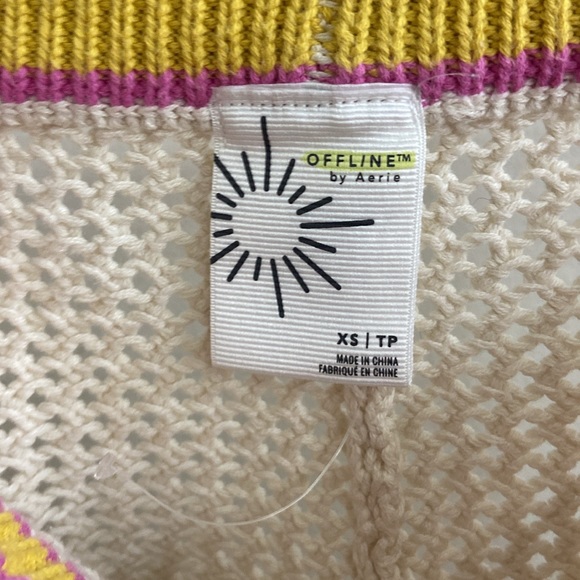 OFFLINE™
by Aerie
XS | TP
MADE IN CHINA
FABRIQUÉ EN CHINE